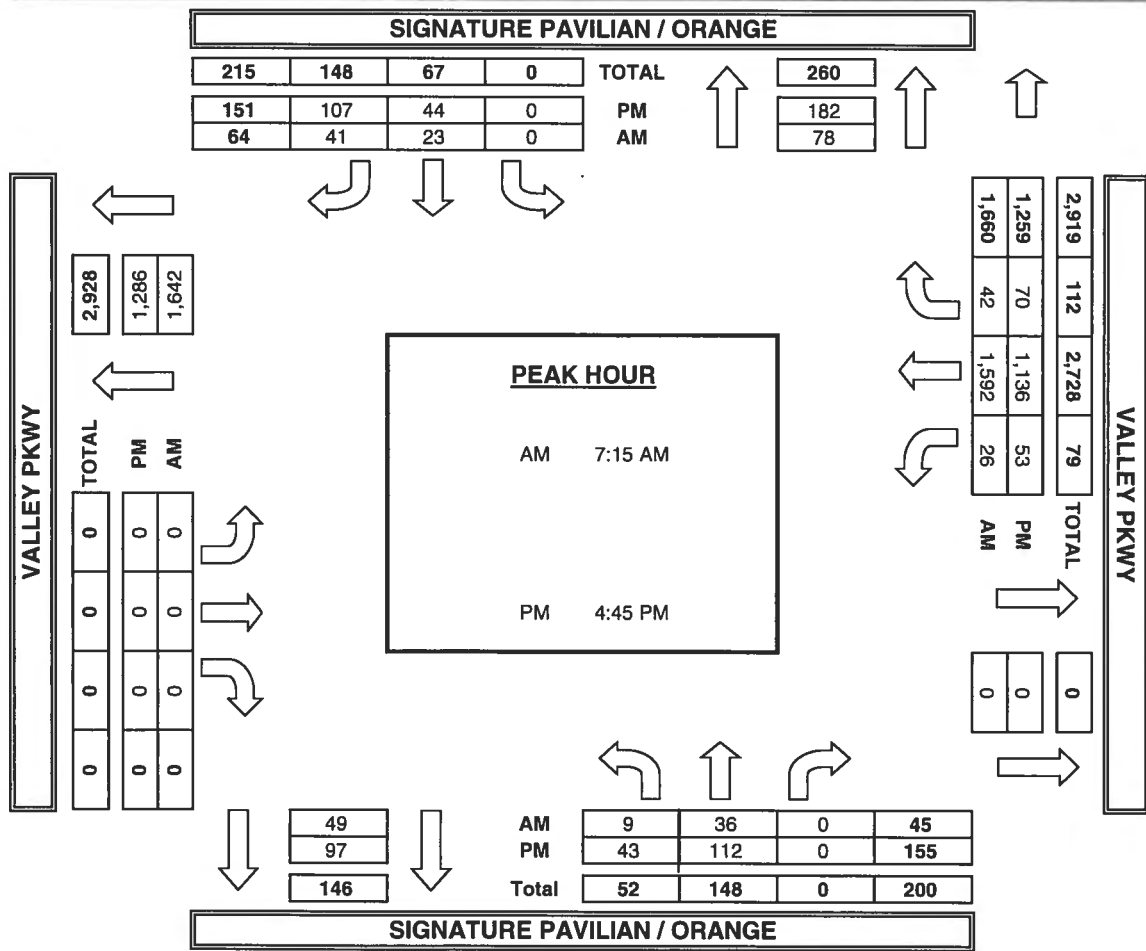 SIGNATURE PAVILIAN / ORANGE
215 148 67 0 TOTAL 260
151 107 44 0 PM 182
64 41 23 0 AM 78
VALLEY PKWY
2,928
1,286
1,642
TOTAL
PM
AM
0 0 0
0 0 0
0 0 0
0 0 0
PEAK HOUR
AM 7:15 AM
PM 4:45 PM
2,919 112 2,728 79 TOTAL
1,259 70 1,136 53 PM
1,660 42 1,592 26 AM
0 0 0
VALLEY PKWY
49 AM 9 36 0 45
97 PM 43 112 0 155
146 Total 52 148 0 200
SIGNATURE PAVILIAN / ORANGE